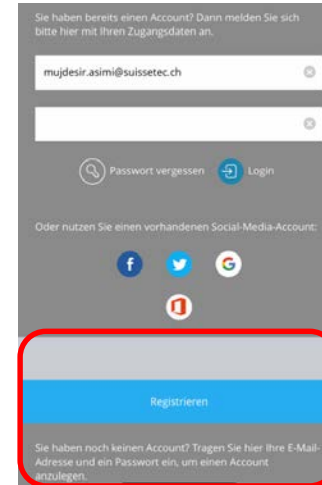 Sie haben bereits einen Account? Dann melden Sie sich
bitte hier mit Ihren Zugangsdaten an.
mujdesir.asimi@suissetec.ch
Passwort vergessen Login
Oder nutzen Sie einen vorhandenen Social-Media-Account:
Registrieren
Sie haben noch keinen Account? Tragen Sie hier Ihre E-Mail-
Adresse und ein Passwort ein, um einen Account
anzulegen.